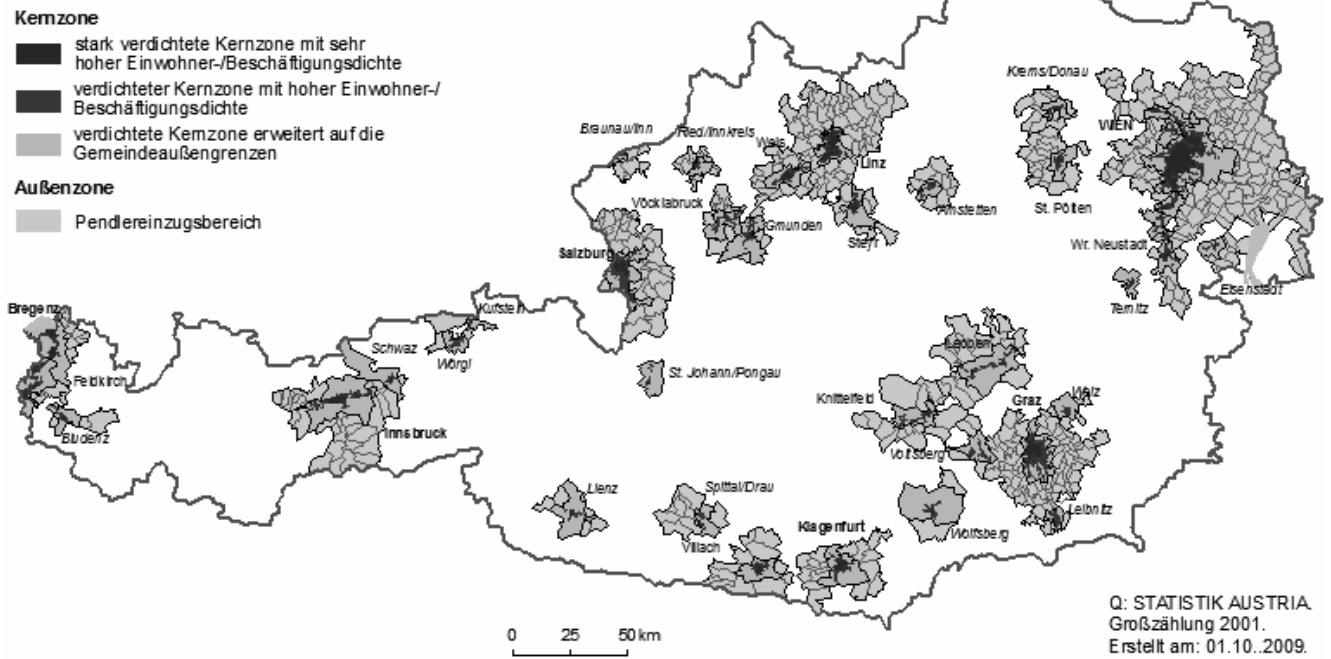 Kernzone
stark verdichtete Kernzone mit sehr
hoher Einwohner-/Beschäftigungsdichte
verdichteter Kernzone mit hoher Einwohner-/
Beschäftigungsdichte
verdichtete Kernzone erweitert auf die
Gemeindeaußengrenzen
Außenzone
Pendlereinzugsbereich
Krems/Donau
WIEN
Braunau/Inn
Ried/Innkreis
Wels
Linz
Vöcklabruck
Gmunden
Steyr
Amstetten
St. Pölten
Salzburg
Wr. Neustadt
Eisenstadt
Ternitz
Bregenz
Kufstein
Schwaz
Wörgl
Feldkirch
St. Johann/Pongau
Leoben
Bludenz
Innsbruck
Knittelfeld
Graz
Weiz
Voitsberg
Lienz
Spittal/Drau
Leibnitz
Villach
Klagenfurt
Wolfsberg
0 25 50 km
Q: STATISTIK AUSTRIA.
Großzählung 2001.
Erstellt am: 01.10..2009.